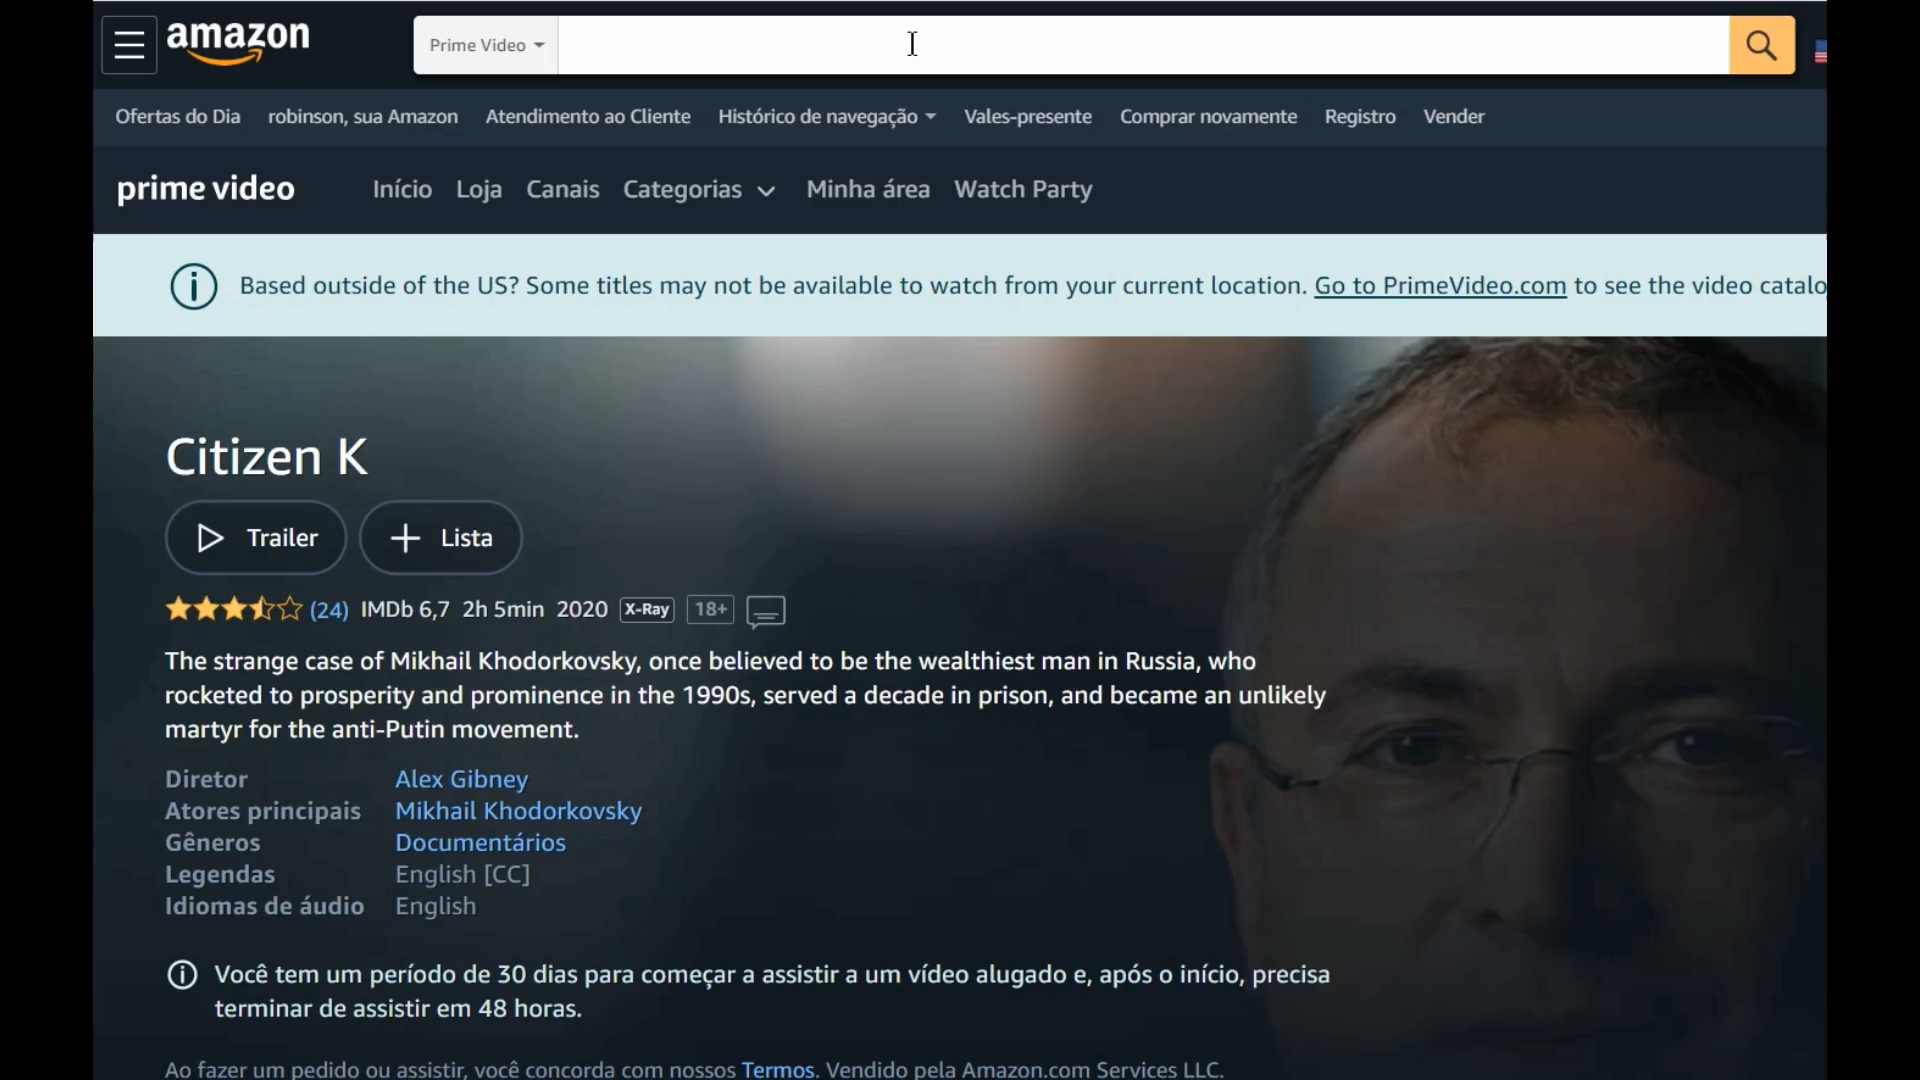 amazon
Prime Video
Ofertas do Dia robinson, sua Amazon Atendimento ao Cliente Histórico de navegação Vales-presente Comprar novamente Registro Vender
prime video Início Loja Canais Categorias Minha área Watch Party
Based outside of the US? Some titles may not be available to watch from your current location. Go to PrimeVideo.com to see the video catalo
Citizen K
Trailer Lista
(24) IMDb 6,7 2h 5min 2020 X-Ray 18+
The strange case of Mikhail Khodorkovsky, once believed to be the wealthiest man in Russia, who
rocketed to prosperity and prominence in the 1990s, served a decade in prison, and became an unlikely
martyr for the anti-Putin movement.
Diretor Alex Gibney
Atores principais Mikhail Khodorkovsky
Gêneros Documentários
Legendas English [CC]
Idiomas de áudio English
Você tem um período de 30 dias para começar a assistir a um vídeo alugado e, após o início, precisa
terminar de assistir em 48 horas.
Ao fazer um pedido ou assistir, você concorda com nossos Termos. Vendido pela Amazon.com Services LLC.